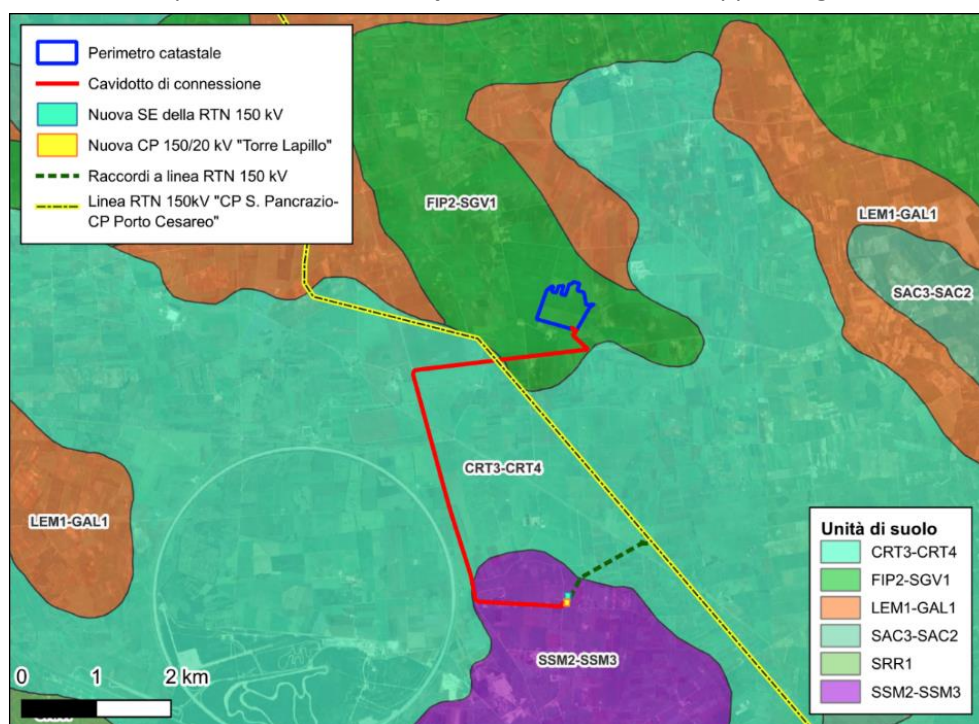 Perimetro catastale
Cavidotto di connessione
Nuova SE della RTN 150 kV
Nuova CP 150/20 kV "Torre Lapillo"
Raccordi a linea RTN 150 kV
Linea RTN 150kV "CP S. Pancrazio-
CP Porto Cesareo"
FIP2-SGV1
LEM1-GAL1
SAC3-SAC2
CRT3-CRT4
LEM1-GAL1
SSM2-SSM3
Unità di suolo
CRT3-CRT4
FIP2-SGV1
LEM1-GAL1
SAC3-SAC2
SRR1
SSM2-SSM3
0 1 2 km